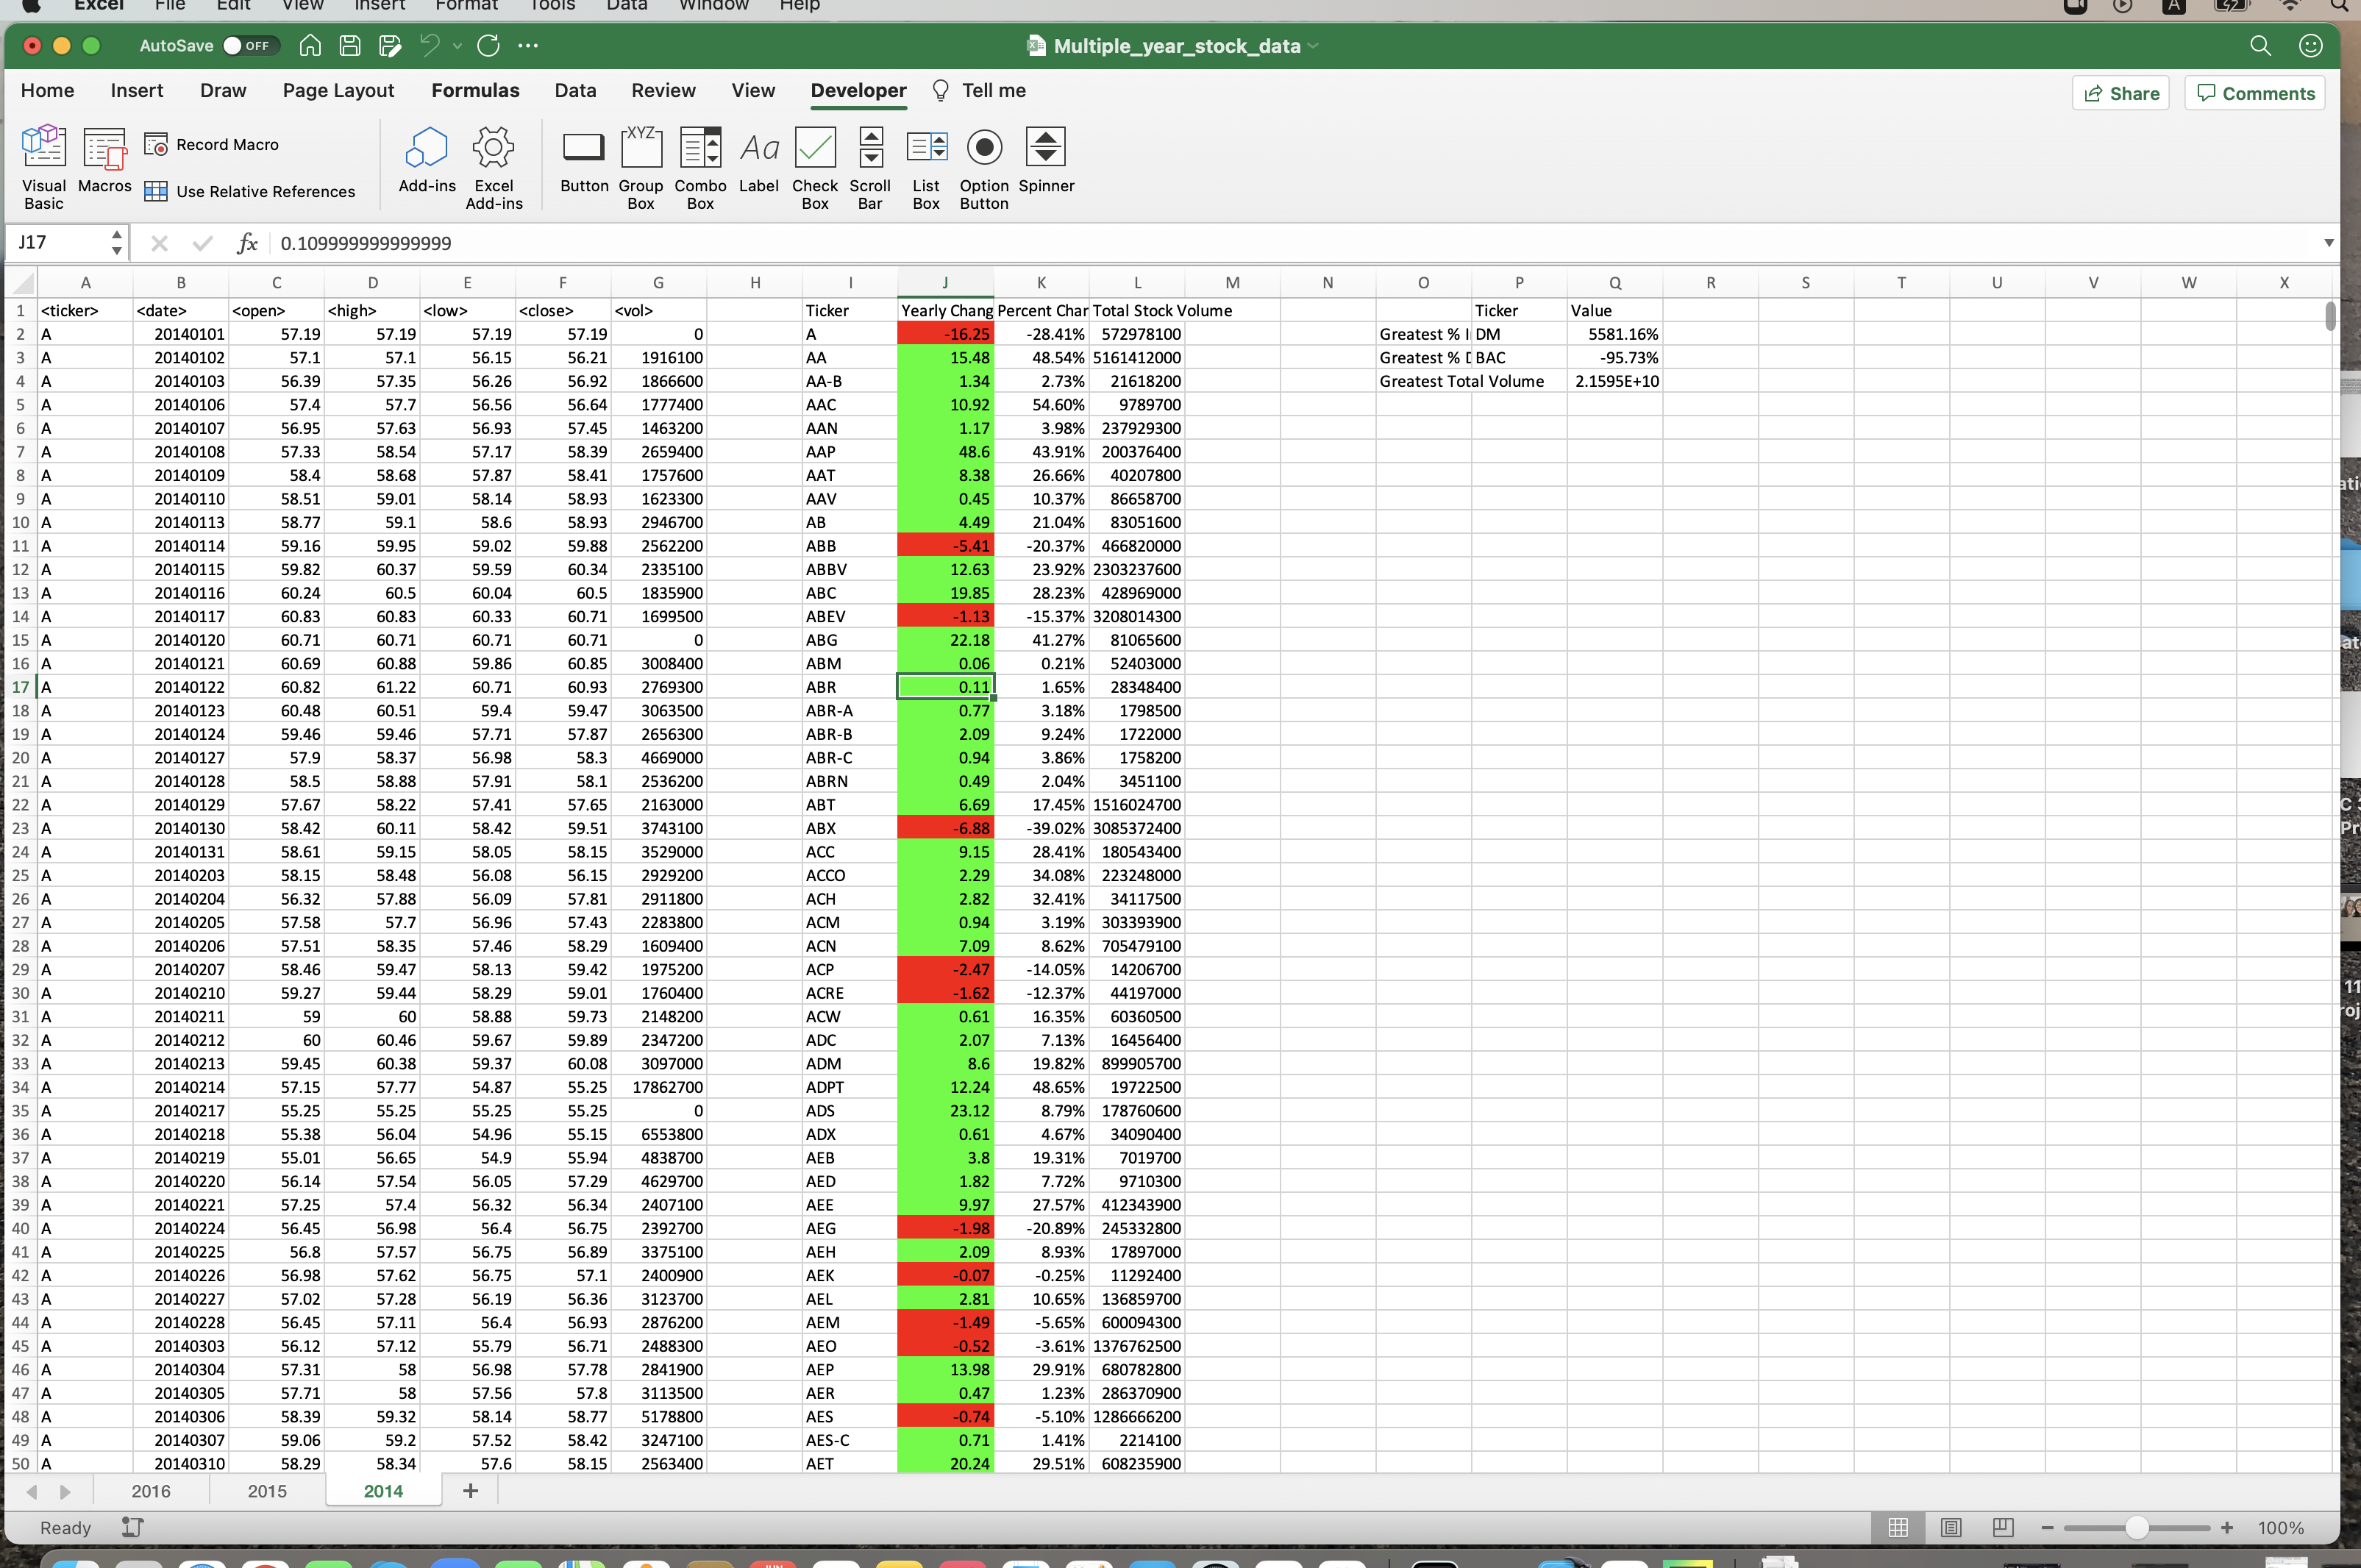 Excel File Edit View Insert Format Tools Data Window Help
AutoSave OFF Multiple_year_stock_data
Home Insert Draw Page Layout Formulas Data Review View Developer Tell me Share Comments
Visual Basic Macros Record Macro Use Relative References Add-ins Excel Add-ins Button Group Box Combo Box Label Check Box Scroll Bar List Box Option Button Spinner
J17 fx 0.109999999999999
A B C D E F G H I J K L M N O P Q R S T U V W X
1 <ticker> <date> <open> <high> <low> <close> <vol> Ticker Yearly Chang Percent Char Total Stock Volume Ticker Value
2 A 20140101 57.19 57.19 57.19 57.19 0 A -16.25 -28.41% 572978100 Greatest % I DM 5581.16%
3 A 20140102 57.1 57.1 56.15 56.21 1916100 AA 15.48 48.54% 5161412000 Greatest % D BAC -95.73%
4 A 20140103 56.39 57.35 56.26 56.92 1866600 AA-B 1.34 2.73% 21618200 Greatest Total Volume 2.1595E+10
5 A 20140106 57.4 57.7 56.56 56.64 1777400 AAC 10.92 54.60% 9789700
6 A 20140107 56.95 57.63 56.93 57.45 1463200 AAN 1.17 3.98% 237929300
7 A 20140108 57.33 58.54 57.17 58.39 2659400 AAP 48.6 43.91% 200376400
8 A 20140109 58.4 58.68 57.87 58.41 1757600 AAT 8.38 26.66% 40207800
9 A 20140110 58.51 59.01 58.14 58.93 1623300 AAV 0.45 10.37% 86658700
10 A 20140113 58.77 59.1 58.6 58.93 2946700 AB 4.49 21.04% 83051600
11 A 20140114 59.16 59.95 59.02 59.88 2562200 ABB -5.41 -20.37% 466820000
12 A 20140115 59.82 60.37 59.59 60.34 2335100 ABBV 12.63 23.92% 2303237600
13 A 20140116 60.24 60.5 60.04 60.5 1835900 ABC 19.85 28.23% 428969000
14 A 20140117 60.83 60.83 60.33 60.71 1699500 ABEV -1.13 -15.37% 3208014300
15 A 20140120 60.71 60.71 60.71 60.71 0 ABG 22.18 41.27% 81065600
16 A 20140121 60.69 60.88 59.86 60.85 3008400 ABM 0.06 0.21% 52403000
17 A 20140122 60.82 61.22 60.71 60.93 2769300 ABR 0.11 1.65% 28348400
18 A 20140123 60.48 60.51 59.4 59.47 3063500 ABR-A 0.77 3.18% 1798500
19 A 20140124 59.46 59.46 57.71 57.87 2656300 ABR-B 2.09 9.24% 1722000
20 A 20140127 57.9 58.37 56.98 58.3 4669000 ABR-C 0.94 3.86% 1758200
21 A 20140128 58.5 58.88 57.91 58.1 2536200 ABRN 0.49 2.04% 3451100
22 A 20140129 57.67 58.22 57.41 57.65 2163000 ABT 6.69 17.45% 1516024700
23 A 20140130 58.42 60.11 58.42 59.51 3743100 ABX -6.88 -39.02% 3085372400
24 A 20140131 58.61 59.15 58.05 58.15 3529000 ACC 9.15 28.41% 180543400
25 A 20140203 58.15 58.48 56.08 56.15 2929200 ACCO 2.29 34.08% 223248000
26 A 20140204 56.32 57.88 56.09 57.81 2911800 ACH 2.82 32.41% 34117500
27 A 20140205 57.58 57.7 56.96 57.43 2283800 ACM 0.94 3.19% 303393900
28 A 20140206 57.51 58.35 57.46 58.29 1609400 ACN 7.09 8.62% 705479100
29 A 20140207 58.46 59.47 58.13 59.42 1975200 ACP -2.47 -14.05% 14206700
30 A 20140210 59.27 59.44 58.29 59.01 1760400 ACRE -1.62 -12.37% 44197000
31 A 20140211 59 60 58.88 59.73 2148200 ACW 0.61 16.35% 60360500
32 A 20140212 60 60.46 59.67 59.89 2347200 ADC 2.07 7.13% 16456400
33 A 20140213 59.45 60.38 59.37 60.08 3097000 ADM 8.6 19.82% 899905700
34 A 20140214 57.15 57.77 54.87 55.25 17862700 ADPT 12.24 48.65% 19722500
35 A 20140217 55.25 55.25 55.25 55.25 0 ADS 23.12 8.79% 178760600
36 A 20140218 55.38 56.04 54.96 55.15 6553800 ADX 0.61 4.67% 34090400
37 A 20140219 55.01 56.65 54.9 55.94 4838700 AEB 3.8 19.31% 7019700
38 A 20140220 56.14 57.54 56.05 57.29 4629700 AED 1.82 7.72% 9710300
39 A 20140221 57.25 57.4 56.32 56.34 2407100 AEE 9.97 27.57% 412343900
40 A 20140224 56.45 56.98 56.4 56.75 2392700 AEG -1.98 -20.89% 245332800
41 A 20140225 56.8 57.57 56.75 56.89 3375100 AEH 2.09 8.93% 17897000
42 A 20140226 56.98 57.62 56.75 57.1 2400900 AEK -0.07 -0.25% 11292400
43 A 20140227 57.02 57.28 56.19 56.36 3123700 AEL 2.81 10.65% 136859700
44 A 20140228 56.45 57.11 56.4 56.93 2876200 AEM -1.49 -5.65% 600094300
45 A 20140303 56.12 57.12 55.79 56.71 2488300 AEO -0.52 -3.61% 1376762500
46 A 20140304 57.31 58 56.98 57.78 2841900 AEP 13.98 29.91% 680782800
47 A 20140305 57.71 58 57.56 57.8 3113500 AER 0.47 1.23% 286370900
48 A 20140306 58.39 59.32 58.14 58.77 5178800 AES -0.74 -5.10% 1286666200
49 A 20140307 59.06 59.2 57.52 58.42 3247100 AES-C 0.71 1.41% 2214100
50 A 20140310 58.29 58.34 57.6 58.15 2563400 AET 20.24 29.51% 608235900
2016 2015 2014 +
Ready 100%